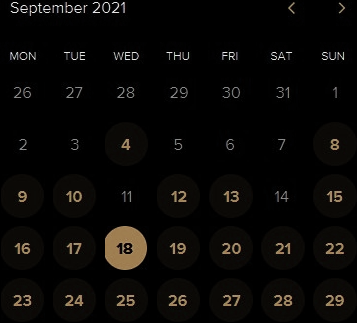 September 2021
MON TUE WED THU FRI SAT SUN
26 27 28 29 30 31 1
2 3 4 5 6 7 8
9 10 11 12 13 14 15
16 17 18 19 20 21 22
23 24 25 26 27 28 29